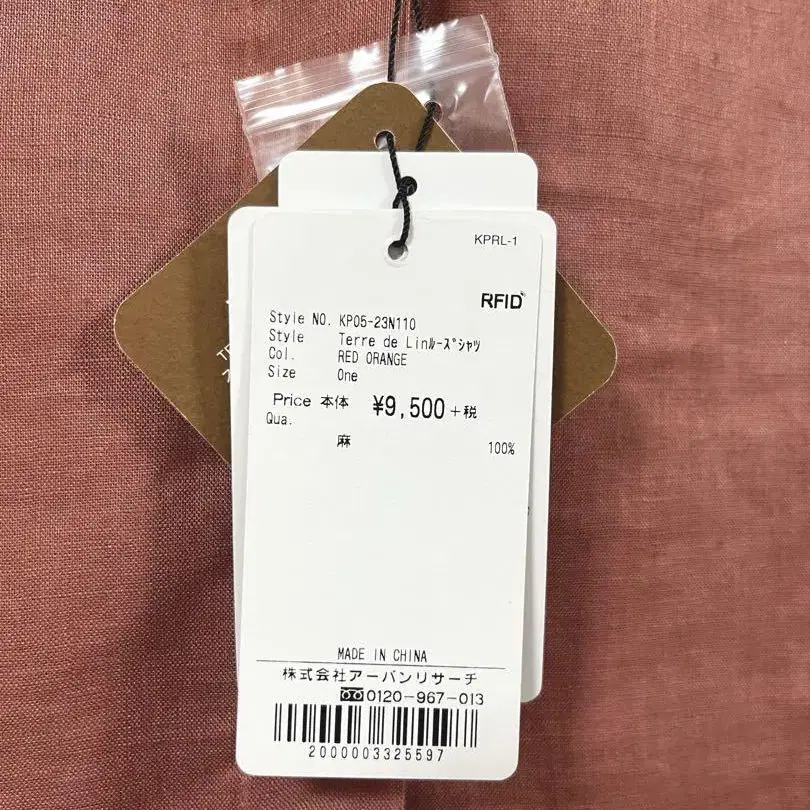 KPRL-1
RFID
Style NO. KP05-23N110
Style Terre de Linﾙｰｽﾞｼｬﾂ
Col. RED ORANGE
Size One
Price 本体 ¥9,500+税
Qua.
麻 100%
MADE IN CHINA
株式会社アーバンリサーチ
0120-967-013
2000003325597